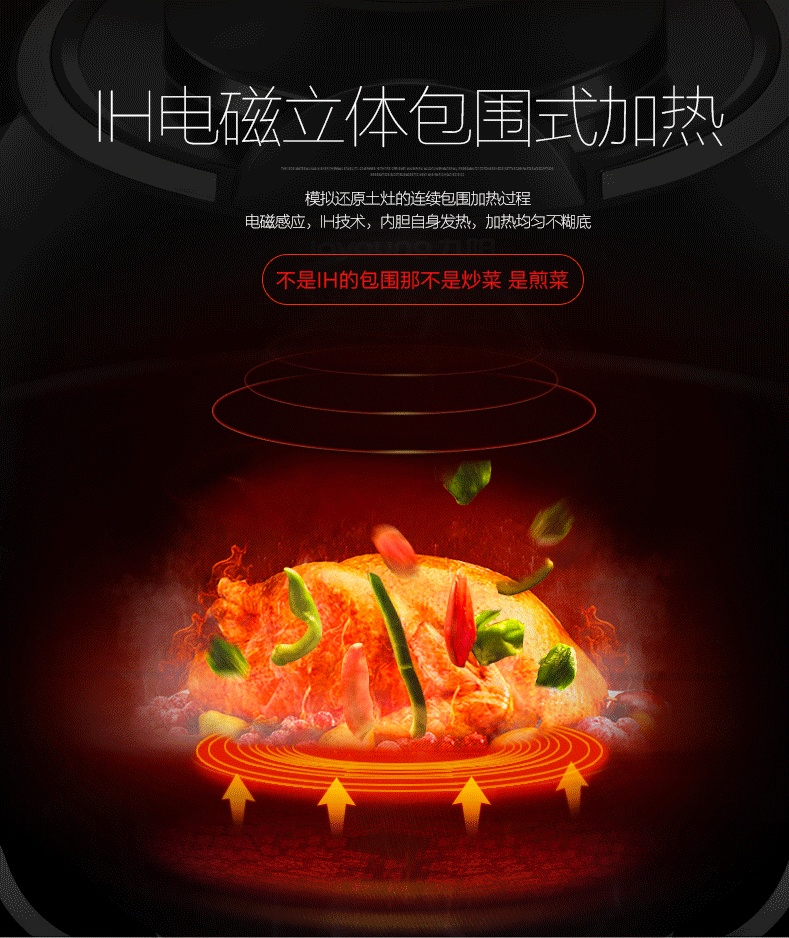 IH电磁立体包围式加热
模拟还原土灶的连续包围加热过程
电磁感应，IH技术，内胆自身发热，加热均匀不糊底
Joyoung 九阳
不是IH的包围那不是炒菜 是煎菜